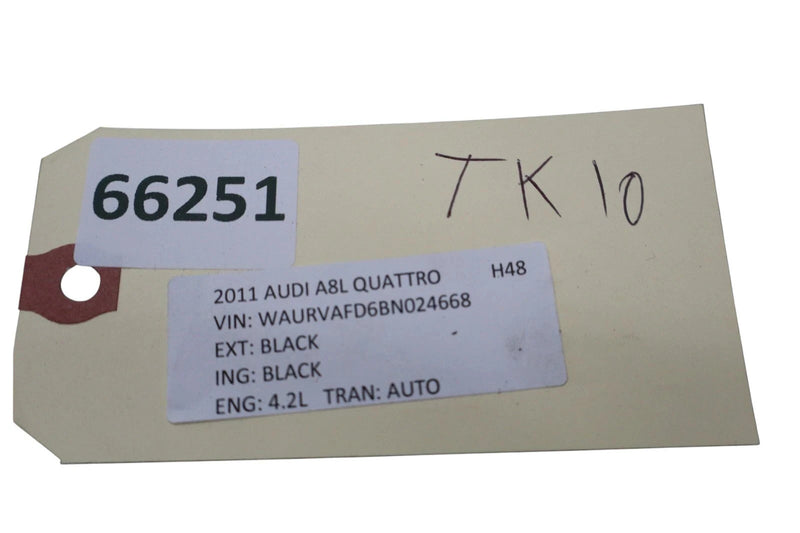 66251
TK10
2011 AUDI A8L QUATTRO H48
VIN: WAURVAFD6BN024668
EXT: BLACK
ING: BLACK
ENG: 4.2L TRAN: AUTO